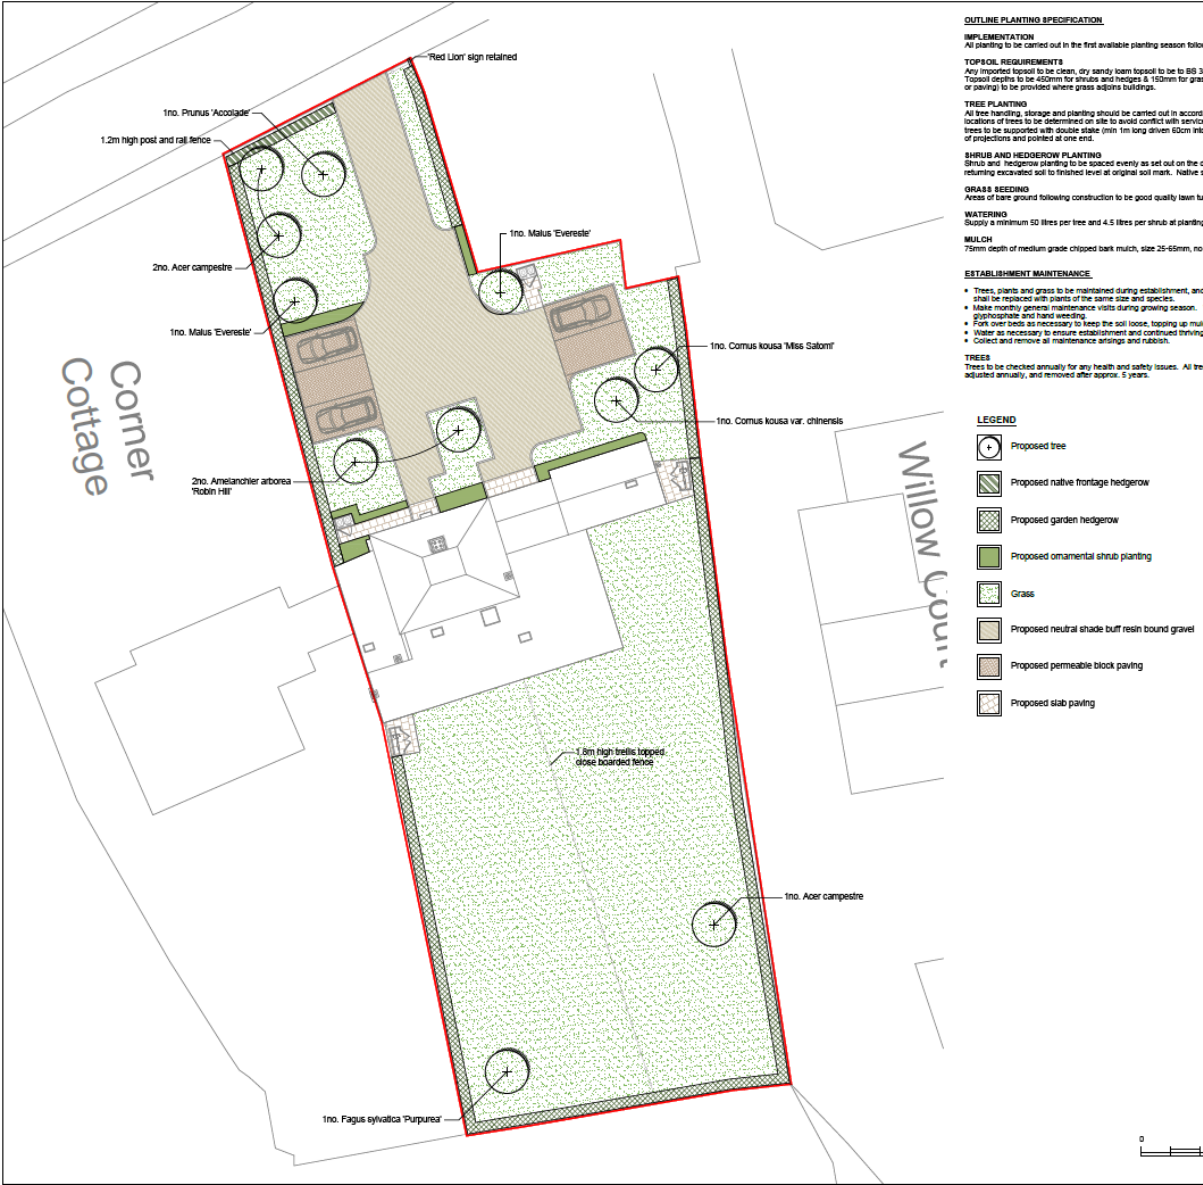 'Red Lion' sign retained
1no. Prunus 'Accolade'
1.2m high post and rail fence
2no. Acer campestre
1no. Malus 'Evereste'
1no. Malus 'Evereste'
1no. Cornus kousa 'Miss Satomi'
1no. Cornus kousa var. chinensis
2no. Amelanchier arborea
'Robin Hill'
Corner
Cottage
Willow Court
1.8m high trellis topped
close boarded fence
1no. Acer campestre
1no. Fagus sylvatica 'Purpurea'
OUTLINE PLANTING SPECIFICATION
IMPLEMENTATION
All planting to be carried out in the first available planting season follo
TOPSOIL REQUIREMENTS
Any imported topsoil to be clean, dry sandy loam topsoil to be to BS 3
Topsoil depths to be 450mm for shrubs and hedges & 150mm for gras
or paving) to be provided where grass adjoins buildings.
TREE PLANTING
All tree handling, storage and planting should be carried out in accord
locations of trees to be determined on site to avoid conflict with service
trees to be supported with double stake (min 1m long driven 60cm into
of projections and pointed at one end.
SHRUB AND HEDGEROW PLANTING
Shrub and hedgerow planting to be spaced evenly as set out on the d
returning excavated soil to finished level at original soil mark. Native s
GRASS SEEDING
Areas of bare ground following construction to be good quality lawn tu
WATERING
Supply a minimum 50 litres per tree and 4.5 litres per shrub at planting
MULCH
75mm depth of medium grade chipped bark mulch, size 25-65mm, no
ESTABLISHMENT MAINTENANCE
• Trees, plants and grass to be maintained during establishment, and
shall be replaced with plants of the same size and species.
• Make monthly general maintenance visits during growing season.
glyphosphate and hand weeding.
• Fork over beds as necessary to keep the soil loose, topping up mul
• Water as necessary to ensure establishment and continued thriving
• Collect and remove all maintenance arisings and rubbish.
TREES
Trees to be checked annually for any health and safety issues. All tre
adjusted annually, and removed after approx. 5 years.
LEGEND
Proposed tree
Proposed native frontage hedgerow
Proposed garden hedgerow
Proposed ornamental shrub planting
Grass
Proposed neutral shade buff resin bound gravel
Proposed permeable block paving
Proposed slab paving
0